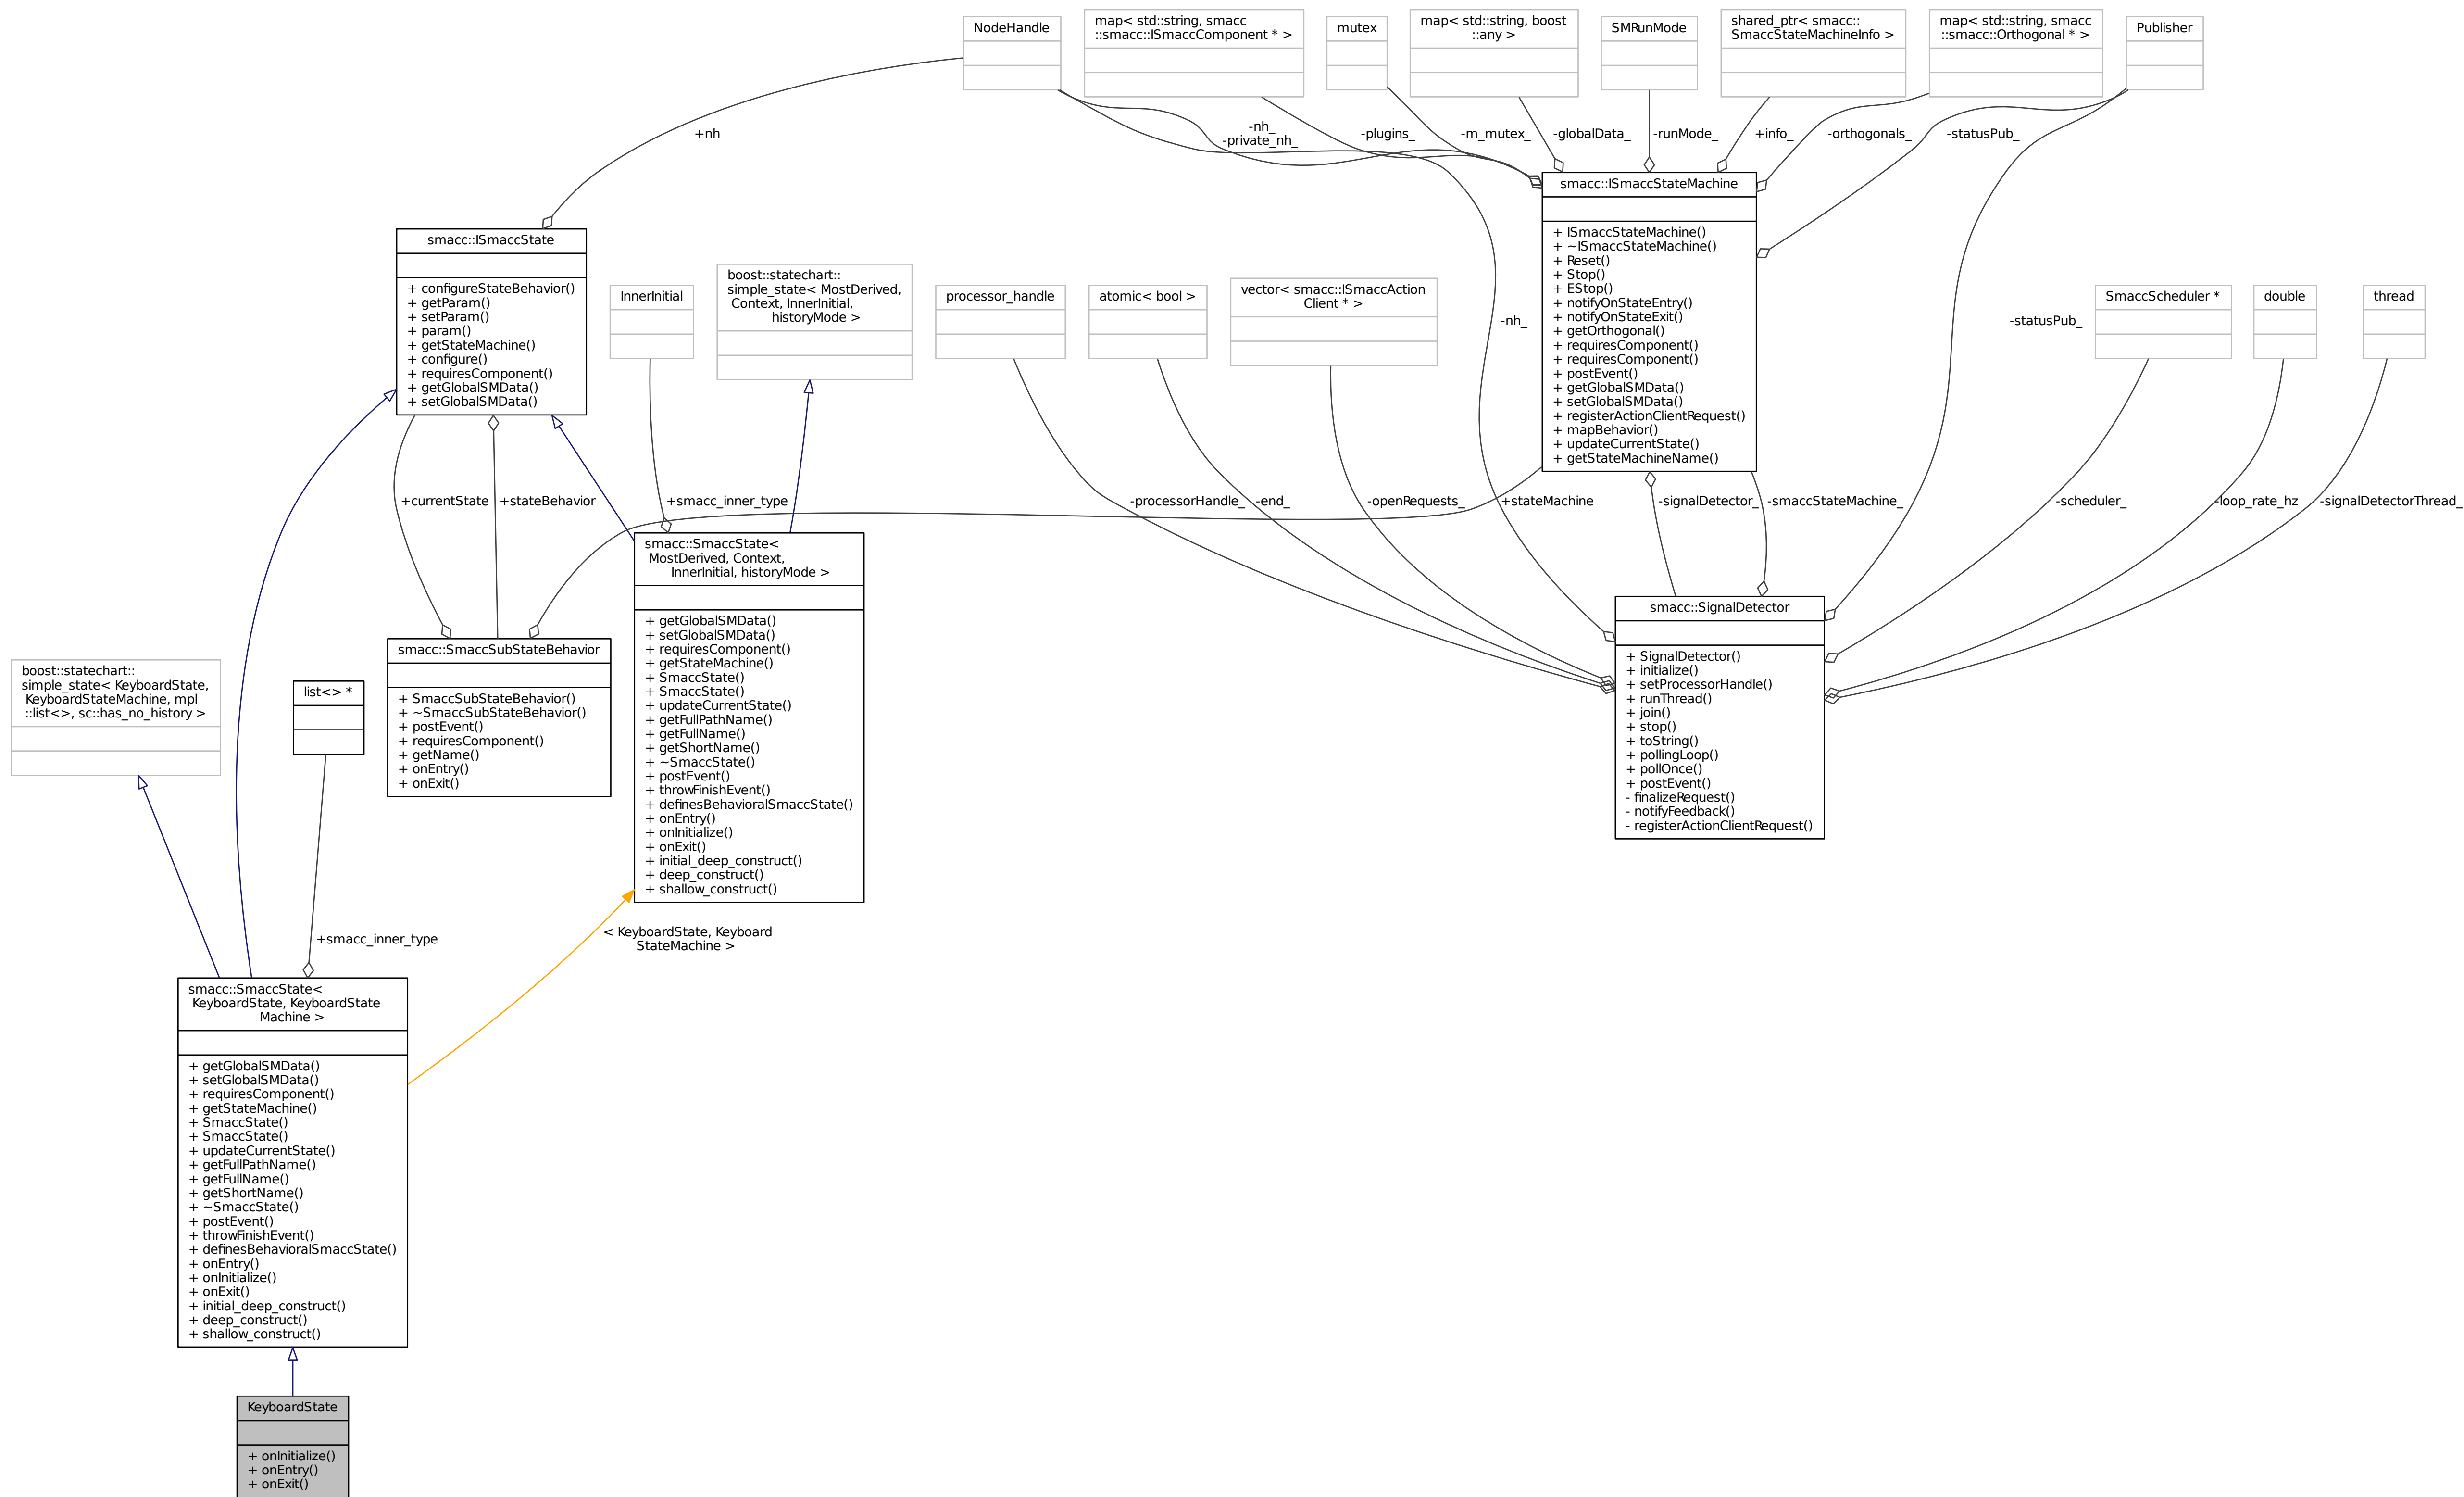 NodeHandle
map< std::string, smacc
::smacc::ISmaccComponent * >
mutex
map< std::string, boost
::any >
SMRunMode
shared_ptr< smacc::
SmaccStateMachineInfo >
map< std::string, smacc
::smacc::Orthogonal * >
Publisher
+nh
-nh_
-private_nh_
-plugins_
-m_mutex_
-globalData_
-runMode_
+info_
-orthogonals_
-statusPub_
smacc::ISmaccStateMachine
+ ISmaccStateMachine()
+ ~ISmaccStateMachine()
+ Reset()
+ Stop()
+ EStop()
+ notifyOnStateEntry()
+ notifyOnStateExit()
+ getOrthogonal()
+ requiresComponent()
+ requiresComponent()
+ postEvent()
+ getGlobalSMData()
+ setGlobalSMData()
+ registerActionClientRequest()
+ mapBehavior()
+ updateCurrentState()
+ getStateMachineName()
smacc::ISmaccState
+ configureStateBehavior()
+ getParam()
+ setParam()
+ param()
+ getStateMachine()
+ configure()
+ requiresComponent()
+ getGlobalSMData()
+ setGlobalSMData()
InnerInitial
boost::statechart::
simple_state< MostDerived,
Context, InnerInitial,
historyMode >
processor_handle
atomic< bool >
vector< smacc::ISmaccAction
Client * >
-nh_
-statusPub_
SmaccScheduler *
double
thread
+currentState
+stateBehavior
+smacc_inner_type
-processorHandle_
-end_
-openRequests_
+stateMachine
-signalDetector_
-smaccStateMachine_
-scheduler_
-loop_rate_hz
-signalDetectorThread_
smacc::SmaccState<
MostDerived, Context,
InnerInitial, historyMode >
+ getGlobalSMData()
+ setGlobalSMData()
+ requiresComponent()
+ getStateMachine()
+ SmaccState()
+ SmaccState()
+ updateCurrentState()
+ getFullPathName()
+ getFullName()
+ getShortName()
+ ~SmaccState()
+ postEvent()
+ throwFinishEvent()
+ definesBehavioralSmaccState()
+ onEntry()
+ onInitialize()
+ onExit()
+ initial_deep_construct()
+ deep_construct()
+ shallow_construct()
smacc::SignalDetector
+ SignalDetector()
+ initialize()
+ setProcessorHandle()
+ runThread()
+ join()
+ stop()
+ toString()
+ pollingLoop()
+ pollOnce()
+ postEvent()
- finalizeRequest()
- notifyFeedback()
- registerActionClientRequest()
smacc::SmaccSubStateBehavior
+ SmaccSubStateBehavior()
+ ~SmaccSubStateBehavior()
+ postEvent()
+ requiresComponent()
+ getName()
+ onEntry()
+ onExit()
boost::statechart::
simple_state< KeyboardState,
KeyboardStateMachine, mpl
::list<>, sc::has_no_history >
list<> *
+smacc_inner_type
< KeyboardState, Keyboard
StateMachine >
smacc::SmaccState<
KeyboardState, KeyboardState
Machine >
+ getGlobalSMData()
+ setGlobalSMData()
+ requiresComponent()
+ getStateMachine()
+ SmaccState()
+ SmaccState()
+ updateCurrentState()
+ getFullPathName()
+ getFullName()
+ getShortName()
+ ~SmaccState()
+ postEvent()
+ throwFinishEvent()
+ definesBehavioralSmaccState()
+ onEntry()
+ onInitialize()
+ onExit()
+ initial_deep_construct()
+ deep_construct()
+ shallow_construct()
KeyboardState
+ onInitialize()
+ onEntry()
+ onExit()